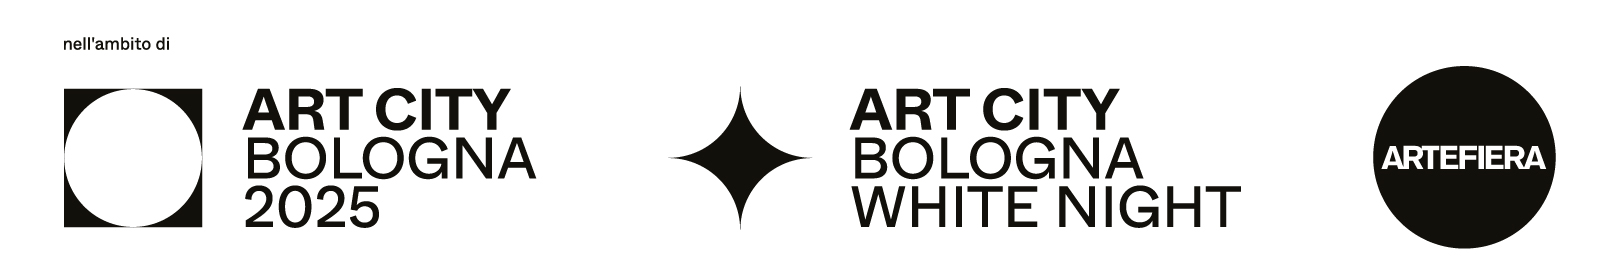 nell'ambito di
ART CITY
BOLOGNA
2025
ART CITY
BOLOGNA
WHITE NIGHT
ARTEFIERA